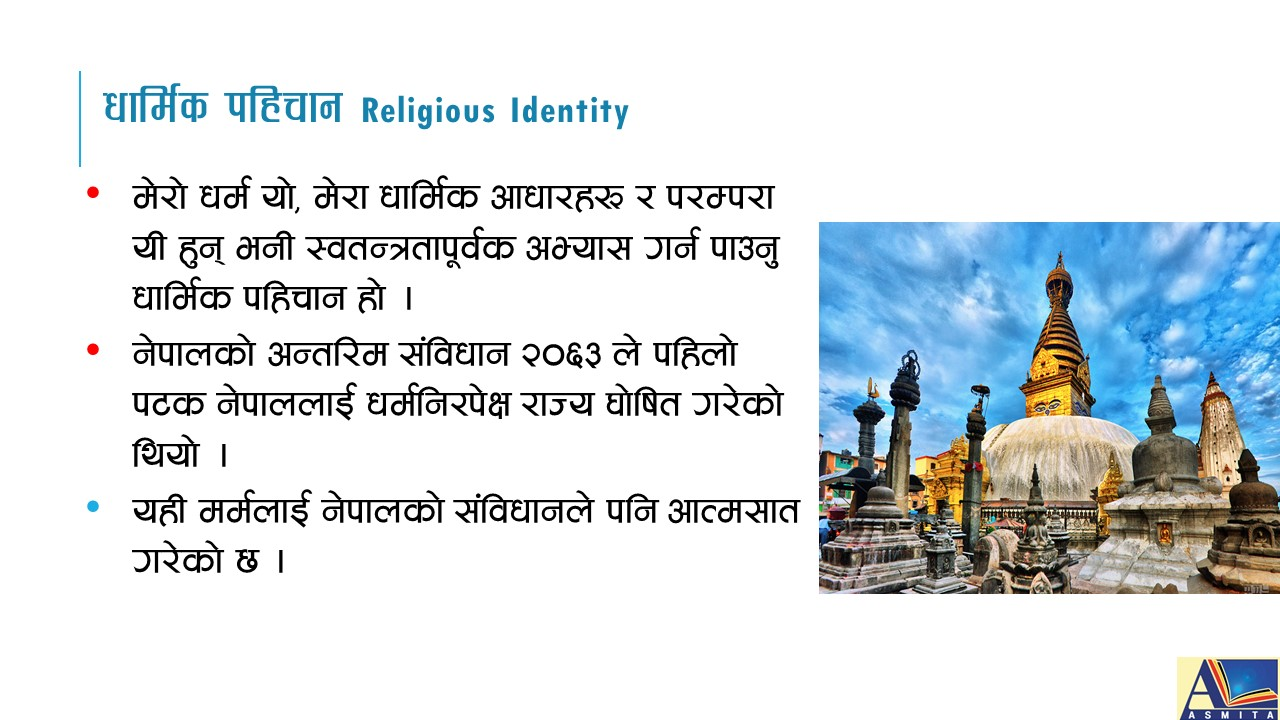 धार्मिक पहिचान Religious Identity
• मेरो धर्म यो, मेरा धार्मिक आधारहरु र परम्परा
यी हुन् भनी स्वतन्त्रतापूर्वक अभ्यास गर्न पाउनु
धार्मिक पहिचान हो ।
• नेपालको अन्तरिम संविधान २०६३ ले पहिलो
पटक नेपाललाई धर्मनिरपेक्ष राज्य घोषित गरेको
थियो ।
• यही मर्मलाई नेपालको संविधानले पनि आत्मसात
गरेको छ ।
ASMITA